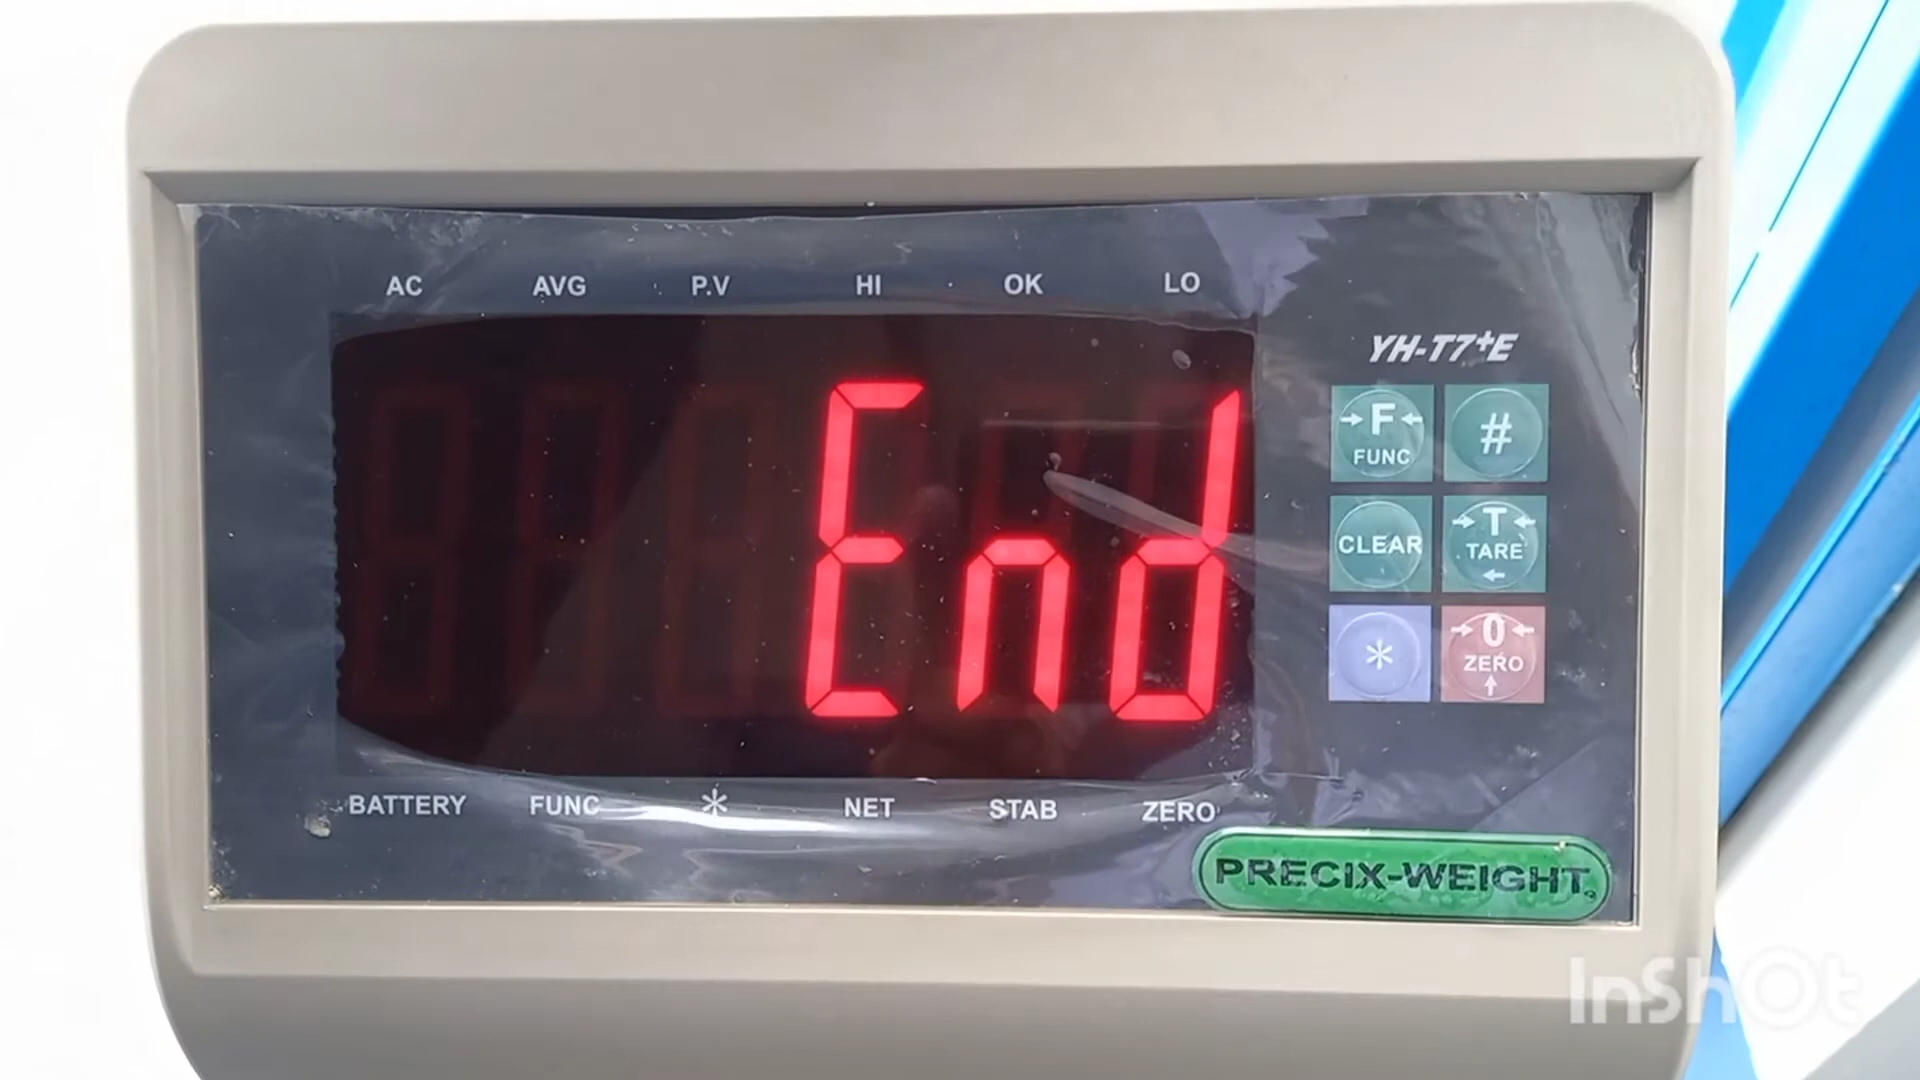 AC AVG P.V HI OK LO
YH-T7+E
End
→F← FUNC #
CLEAR →T← TARE ←
* →0← ZERO ↑
BATTERY FUNC * NET STAB ZERO
PRECIX-WEIGHT
InShOt